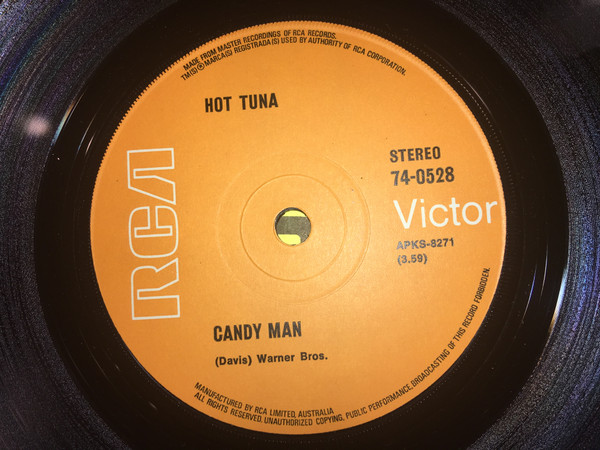 MADE FROM MASTER RECORDINGS OF RCA RECORDS.
TM(S) ® MARCA(S) REGISTRADA(S) USED BY AUTHORITY OF RCA CORPORATION.
HOT TUNA
STEREO
74-0528
RCA
Victor
APKS-8271
(3.59)
CANDY MAN
(Davis) Warner Bros.
MANUFACTURED BY RCA LIMITED, AUSTRALIA
ALL RIGHTS RESERVED, UNAUTHORIZED COPYING, PUBLIC PERFORMANCE, BROADCASTING OF THIS RECORD FORBIDDEN.